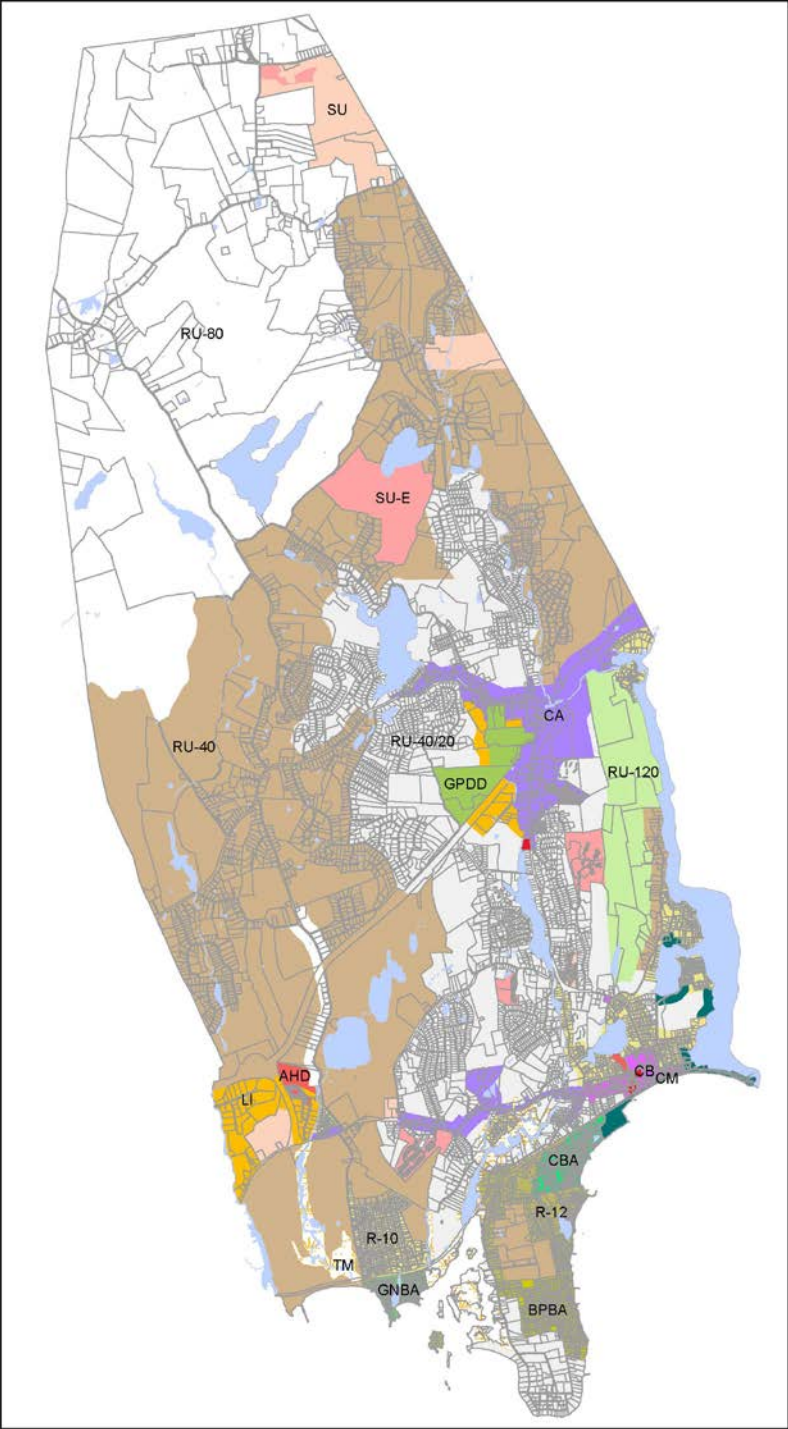 SU
RU-80
SU-E
CA
RU-40
RU-40/20
RU-120
GPDD
AHD
CB
CM
LI
CBA
R-12
R-10
TM
GNBA
BPBA